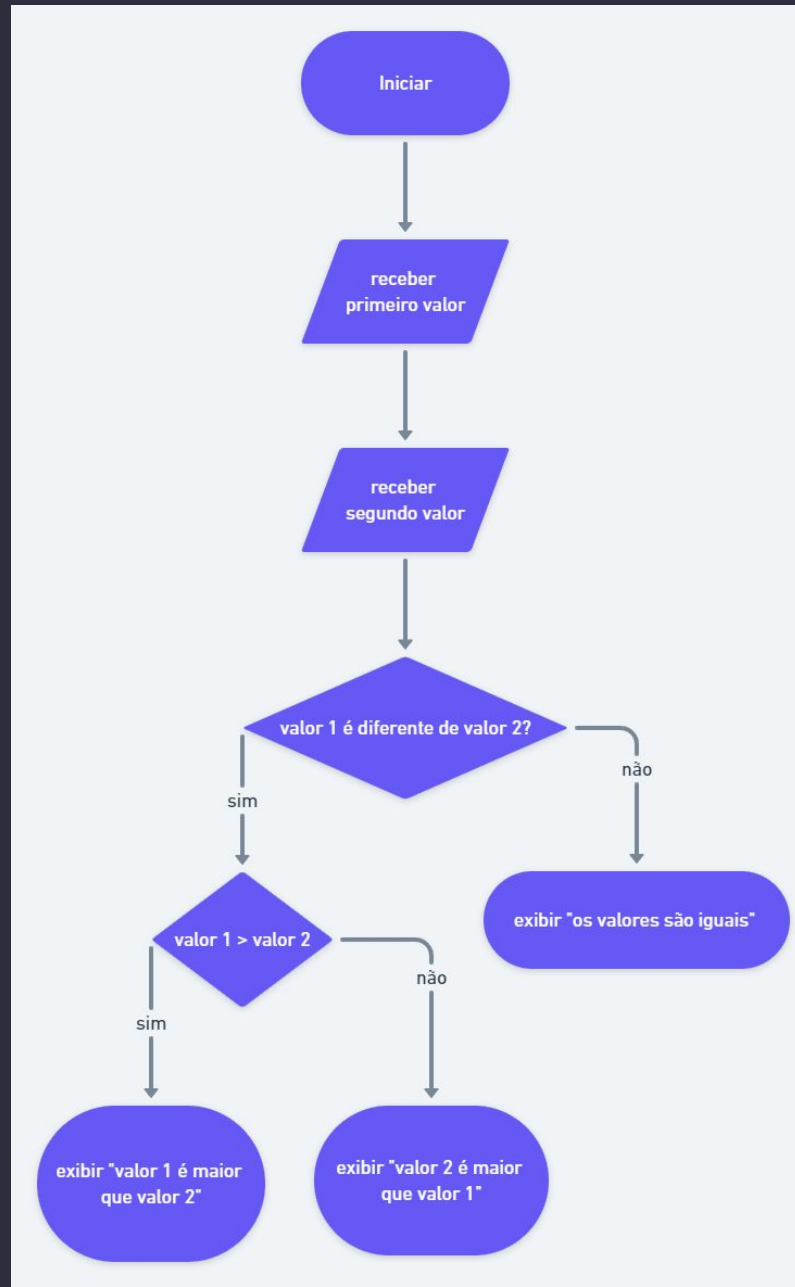 Iniciar
receber
primeiro valor
receber
segundo valor
valor 1 é diferente de valor 2?
não
sim
exibir "os valores são iguais"
valor 1 > valor 2
não
sim
exibir "valor 1 é maior
que valor 2"
exibir "valor 2 é maior
que valor 1"